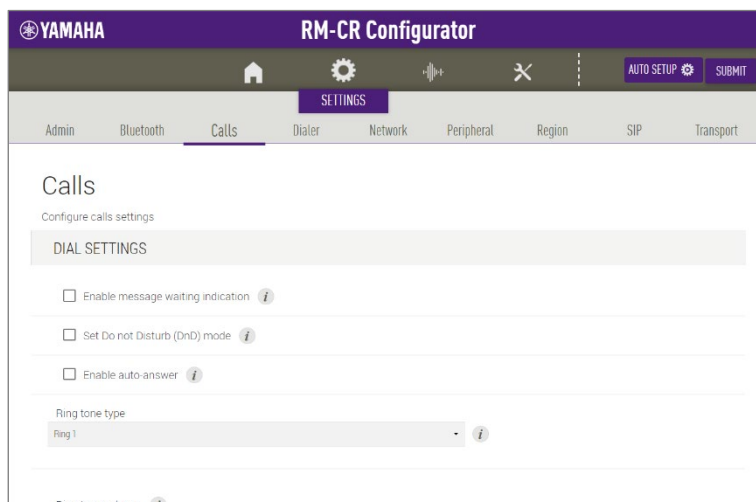 YAMAHA
RM-CR Configurator
AUTO SETUP
SUBMIT
SETTINGS
Admin Bluetooth Calls Dialer Network Peripheral Region SIP Transport
Calls
Configure calls settings
DIAL SETTINGS
Enable message waiting indication i
Set Do not Disturb (DnD) mode i
Enable auto-answer i
Ring tone type
Ring 1 i